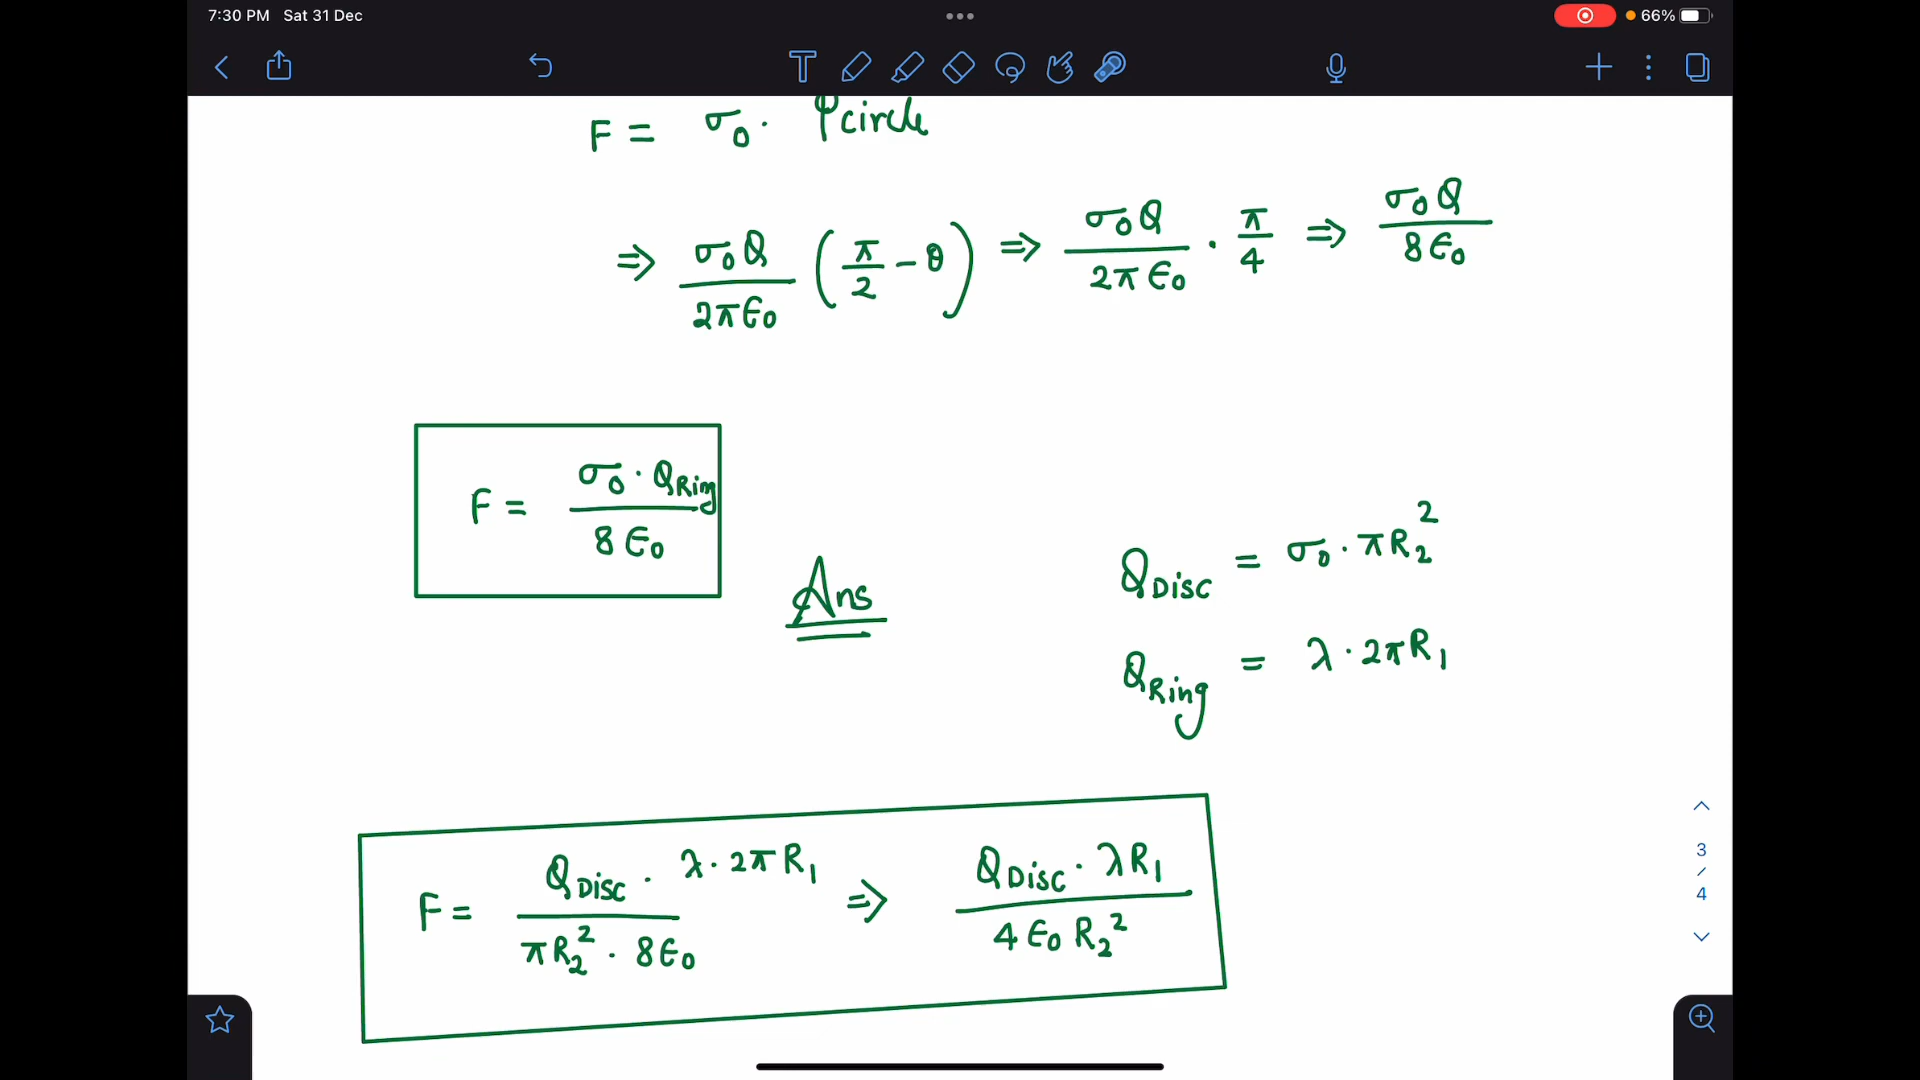 7:30 PM Sat 31 Dec
66%
F = σ₀ · φcircle
⇒ σ₀Q / 2πϵ₀ (π/2 − θ) ⇒ σ₀Q / 2πϵ₀ · π/4 ⇒ σ₀Q / 8ϵ₀
F = σ₀ · QRing / 8ϵ₀
Ans
QDisc = σ₀ · πR₂²
QRing = λ · 2πR₁
F = QDisc · λ · 2πR₁ / πR₂² · 8ϵ₀ ⇒ QDisc · λR₁ / 4ϵ₀R₂²
3
/
4